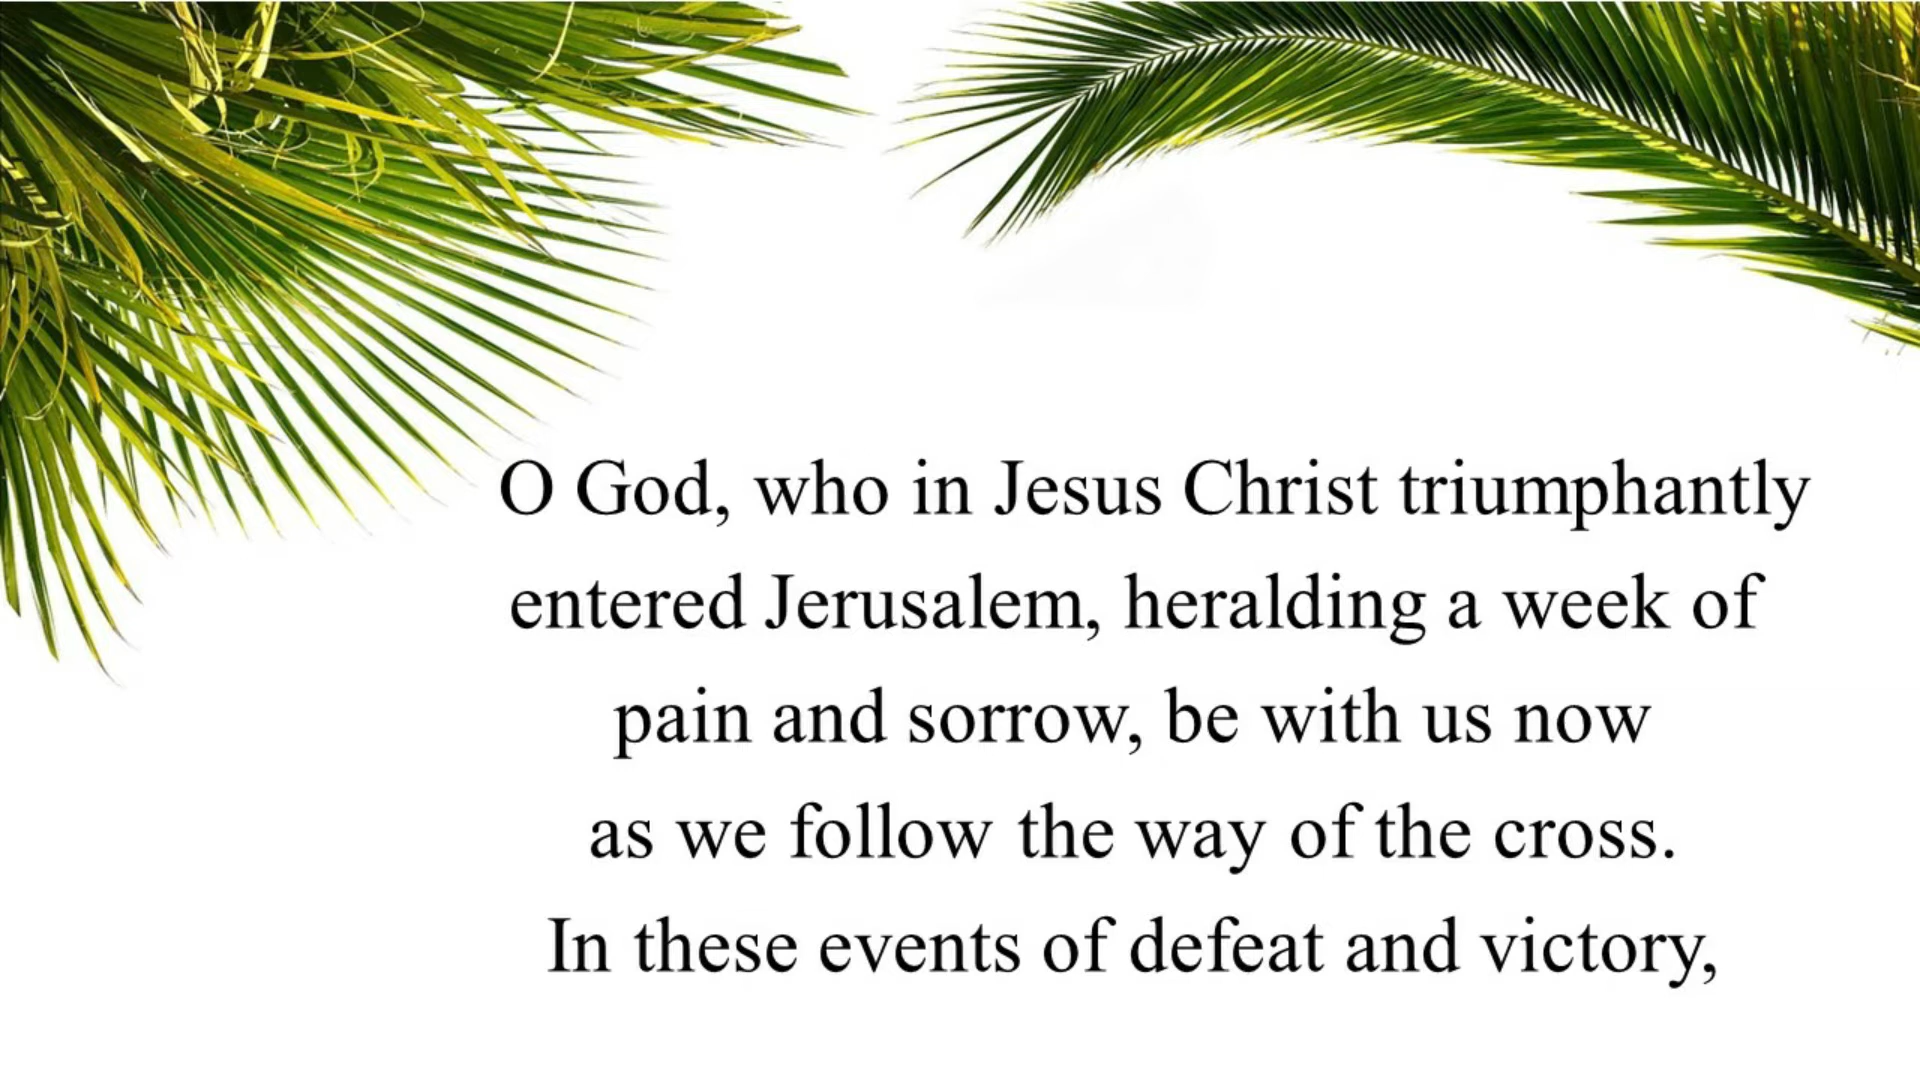 O God, who in Jesus Christ triumphantly
entered Jerusalem, heralding a week of
pain and sorrow, be with us now
as we follow the way of the cross.
In these events of defeat and victory,